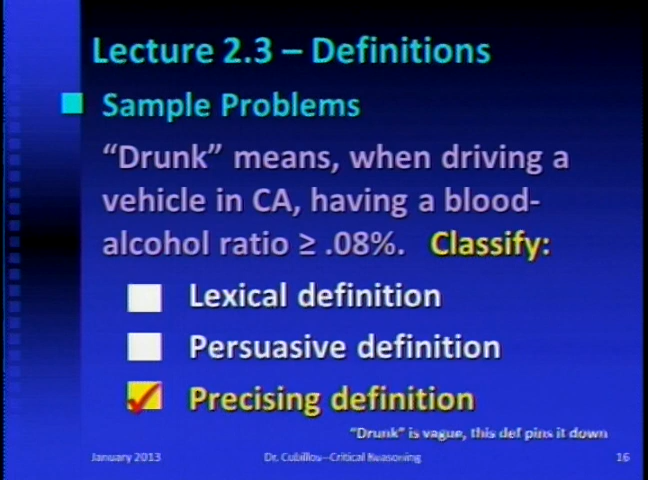 Lecture 2.3 – Definitions
Sample Problems
“Drunk” means, when driving a
vehicle in CA, having a blood-
alcohol ratio ≥ .08%. Classify:
Lexical definition
Persuasive definition
Precising definition
“Drunk” is vague, this def pins it down
January 2013 Dr. Cubillos--Critical Reasoning 16